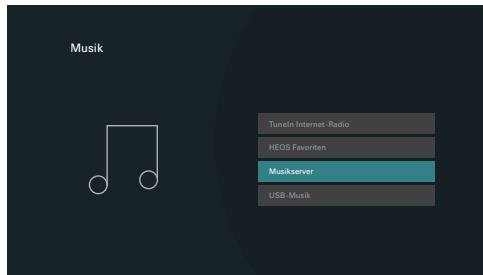 Musik
TuneIn Internet-Radio
HEOS Favoriten
Musikserver
USB-Musik